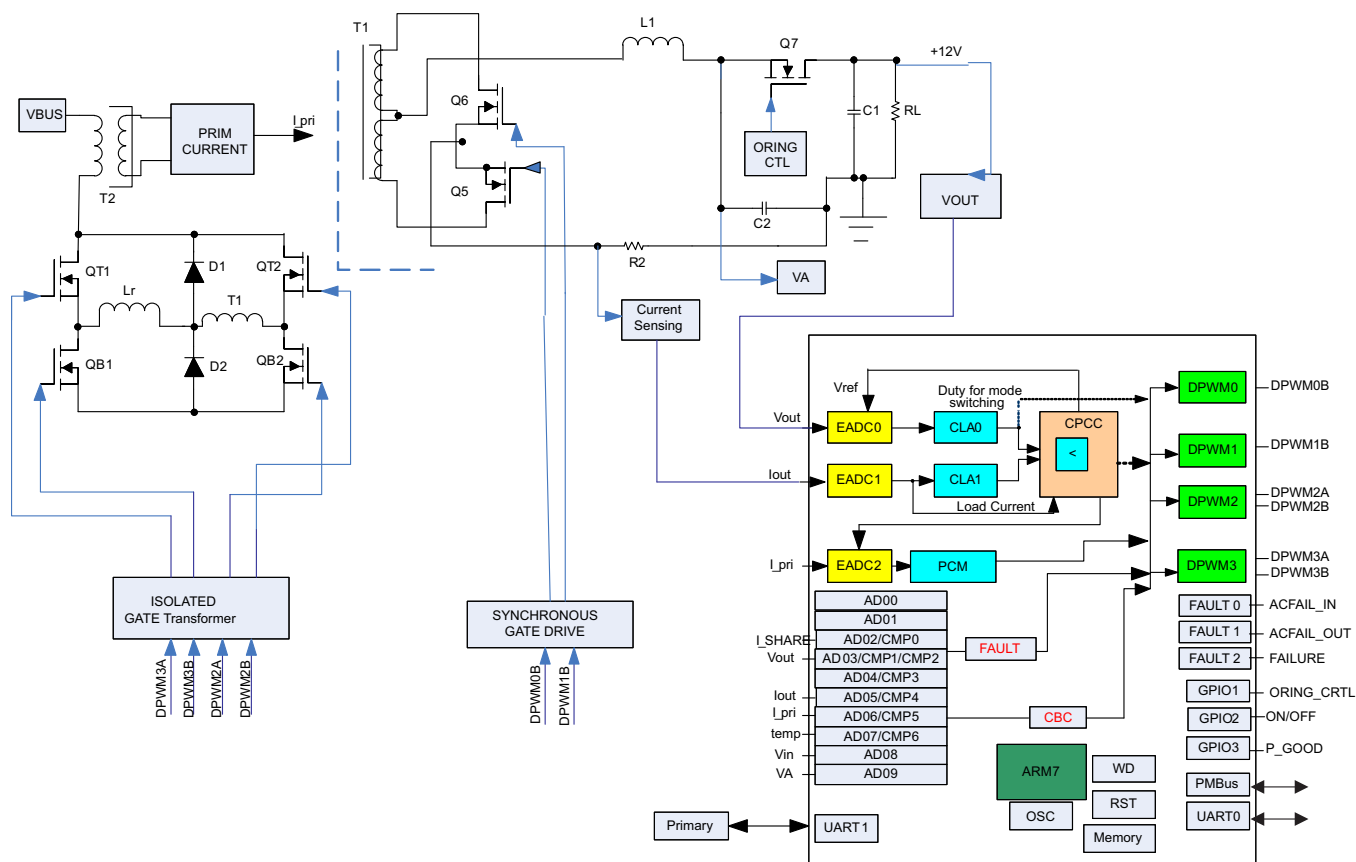 T1
L1
Q7
+12V
VBUS
PRIM
CURRENT
I_pri
Q6
C1
RL
ORING
CTL
T2
Q5
VOUT
C2
R2
VA
QT1
D1
QT2
Lr
T1
Current
Sensing
QB1
D2
QB2
Vref
Duty for mode
switching
Vout
EADC0
CLA0
CPCC
<
DPWM0
DPWM0B
DPWM1
DPWM1B
Iout
EADC1
CLA1
Load Current
DPWM2
DPWM2A
DPWM2B
I_pri
EADC2
PCM
DPWM3
DPWM3A
DPWM3B
ISOLATED
GATE Transformer
SYNCHRONOUS
GATE DRIVE
DPWM3A
DPWM3B
DPWM2A
DPWM2B
DPWM0B
DPWM1B
AD00
AD01
I_SHARE
AD02/CMP0
Vout
AD03/CMP1/CMP2
AD04/CMP3
Iout
AD05/CMP4
I_pri
AD06/CMP5
temp
AD07/CMP6
Vin
AD08
VA
AD09
FAULT
CBC
FAULT 0
ACFAIL_IN
FAULT 1
ACFAIL_OUT
FAULT 2
FAILURE
GPIO1
ORING_CRTL
GPIO2
ON/OFF
GPIO3
P_GOOD
ARM7
WD
PMBus
OSC
RST
UART0
Memory
Primary
UART1